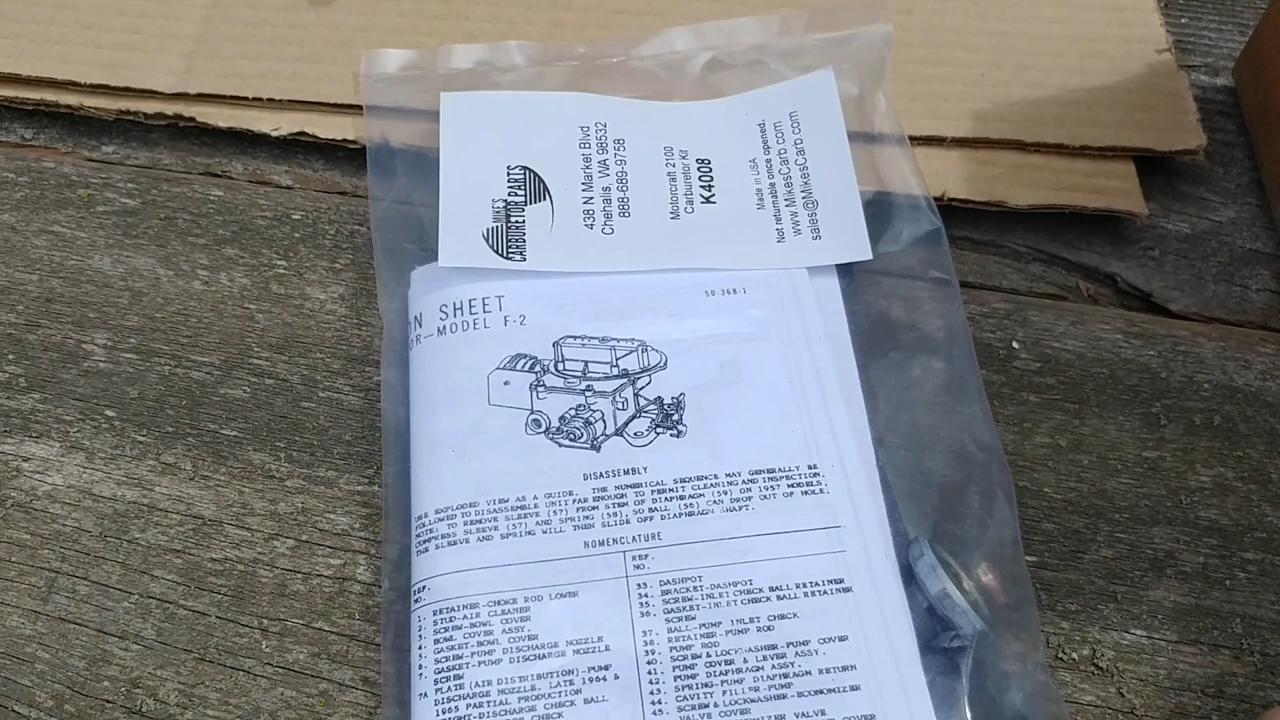 MIKE'S
CARBURETOR PARTS
438 N Market Blvd
Chehalis, WA 98532
888-689-9758
Motorcraft 2100
Carburetor Kit
K4008
Made in USA
Not returnable once opened.
www.MikesCarb.com
sales@MikesCarb.com
ON SHEET
OR—MODEL F-2
50-368-1
DISASSEMBLY
USE EXPLODED VIEW AS A GUIDE. THE NUMERICAL SEQUENCE MAY GENERALLY BE
FOLLOWED TO DISASSEMBLE UNIT FAR ENOUGH TO PERMIT CLEANING AND INSPECTION.
NOTE: TO REMOVE SLEEVE (57) FROM STEM OF DIAPHRAGM (59) ON 1957 MODELS,
COMPRESS SLEEVE (57) AND SPRING (58), SO BALL (56) CAN DROP OUT OF HOLE.
THE SLEEVE AND SPRING WILL THEN SLIDE OFF DIAPHRAGM SHAFT.
NOMENCLATURE
REF.
NO.
1. RETAINER-CHOKE ROD LOWER
2. STUD-AIR CLEANER
3. SCREW-BOWL COVER
4. BOWL COVER ASSY.
5. GASKET-BOWL COVER
6. SCREW-PUMP DISCHARGE NOZZLE
7. GASKET-PUMP DISCHARGE NOZZLE
SCREW
7A PLATE (AIR DISTRIBUTION)-PUMP
DISCHARGE NOZZLE, LATE 1964 &
1965 PARTIAL PRODUCTION
DISCHARGE CHECK BALL
CHECK
REF.
NO.
33. DASHPOT
34. BRACKET-DASHPOT
35. SCREW-INLET CHECK BALL RETAINER
36. GASKET-INLET CHECK BALL RETAINER
SCREW
37. BALL-PUMP INLET CHECK
38. RETAINER-PUMP ROD
39. PUMP ROD
40. SCREW & LOCKWASHER-PUMP COVER
41. PUMP COVER & LEVER ASSY.
42. PUMP DIAPHRAGM ASSY.
43. SPRING-PUMP DIAPHRAGM RETURN
44. CAVITY FILLER-PUMP
45. SCREW & LOCKWASHER-ECONOMIZER
VALVE COVER